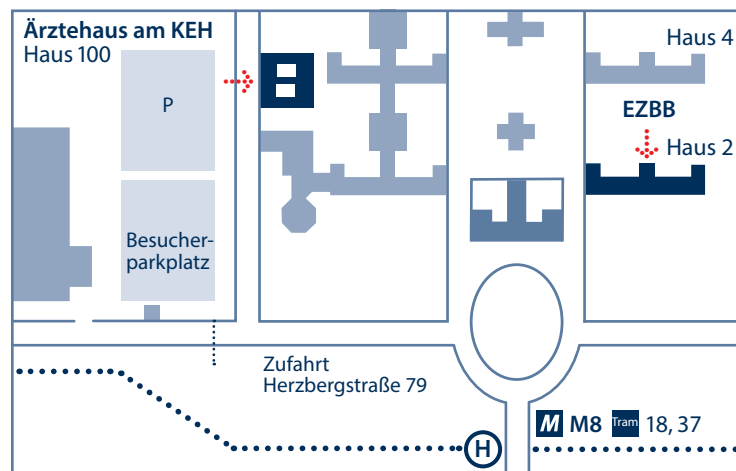 Ärztehaus am KEH
Haus 100
P
Besucher-
parkplatz
Haus 4
EZBB
Haus 2
Zufahrt
Herzbergstraße 79
H
M M8 Tram 18, 37